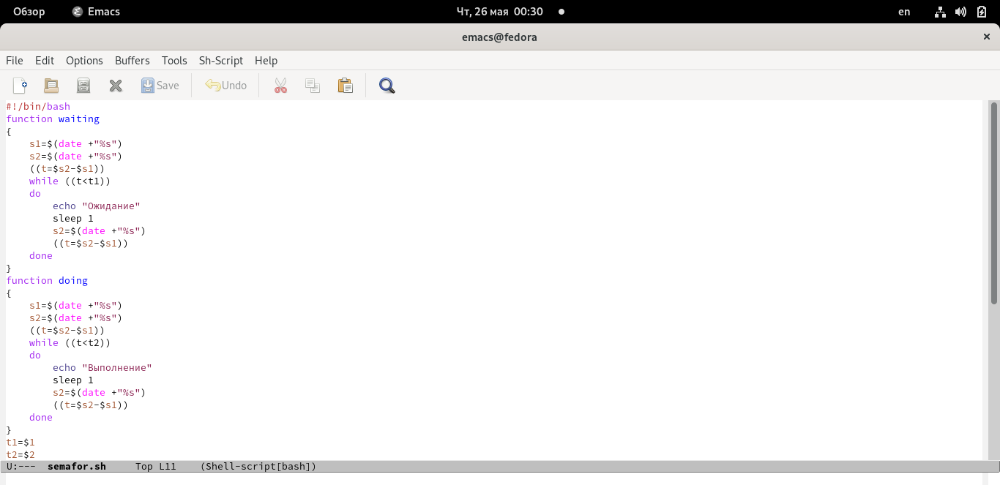 Обзор Emacs Чт, 26 мая 00:30 en
emacs@fedora
File Edit Options Buffers Tools Sh-Script Help
Save Undo
#!/bin/bash
function waiting
{
    s1=$(date +"%s")
    s2=$(date +"%s")
    ((t=$s2-$s1))
    while ((t<t1))
    do
        echo "Ожидание"
        sleep 1
        s2=$(date +"%s")
        ((t=$s2-$s1))
    done
}
function doing
{
    s1=$(date +"%s")
    s2=$(date +"%s")
    ((t=$s2-$s1))
    while ((t<t2))
    do
        echo "Выполнение"
        sleep 1
        s2=$(date +"%s")
        ((t=$s2-$s1))
    done
}
t1=$1
t2=$2
U:--- semafor.sh Top L11 (Shell-script[bash])